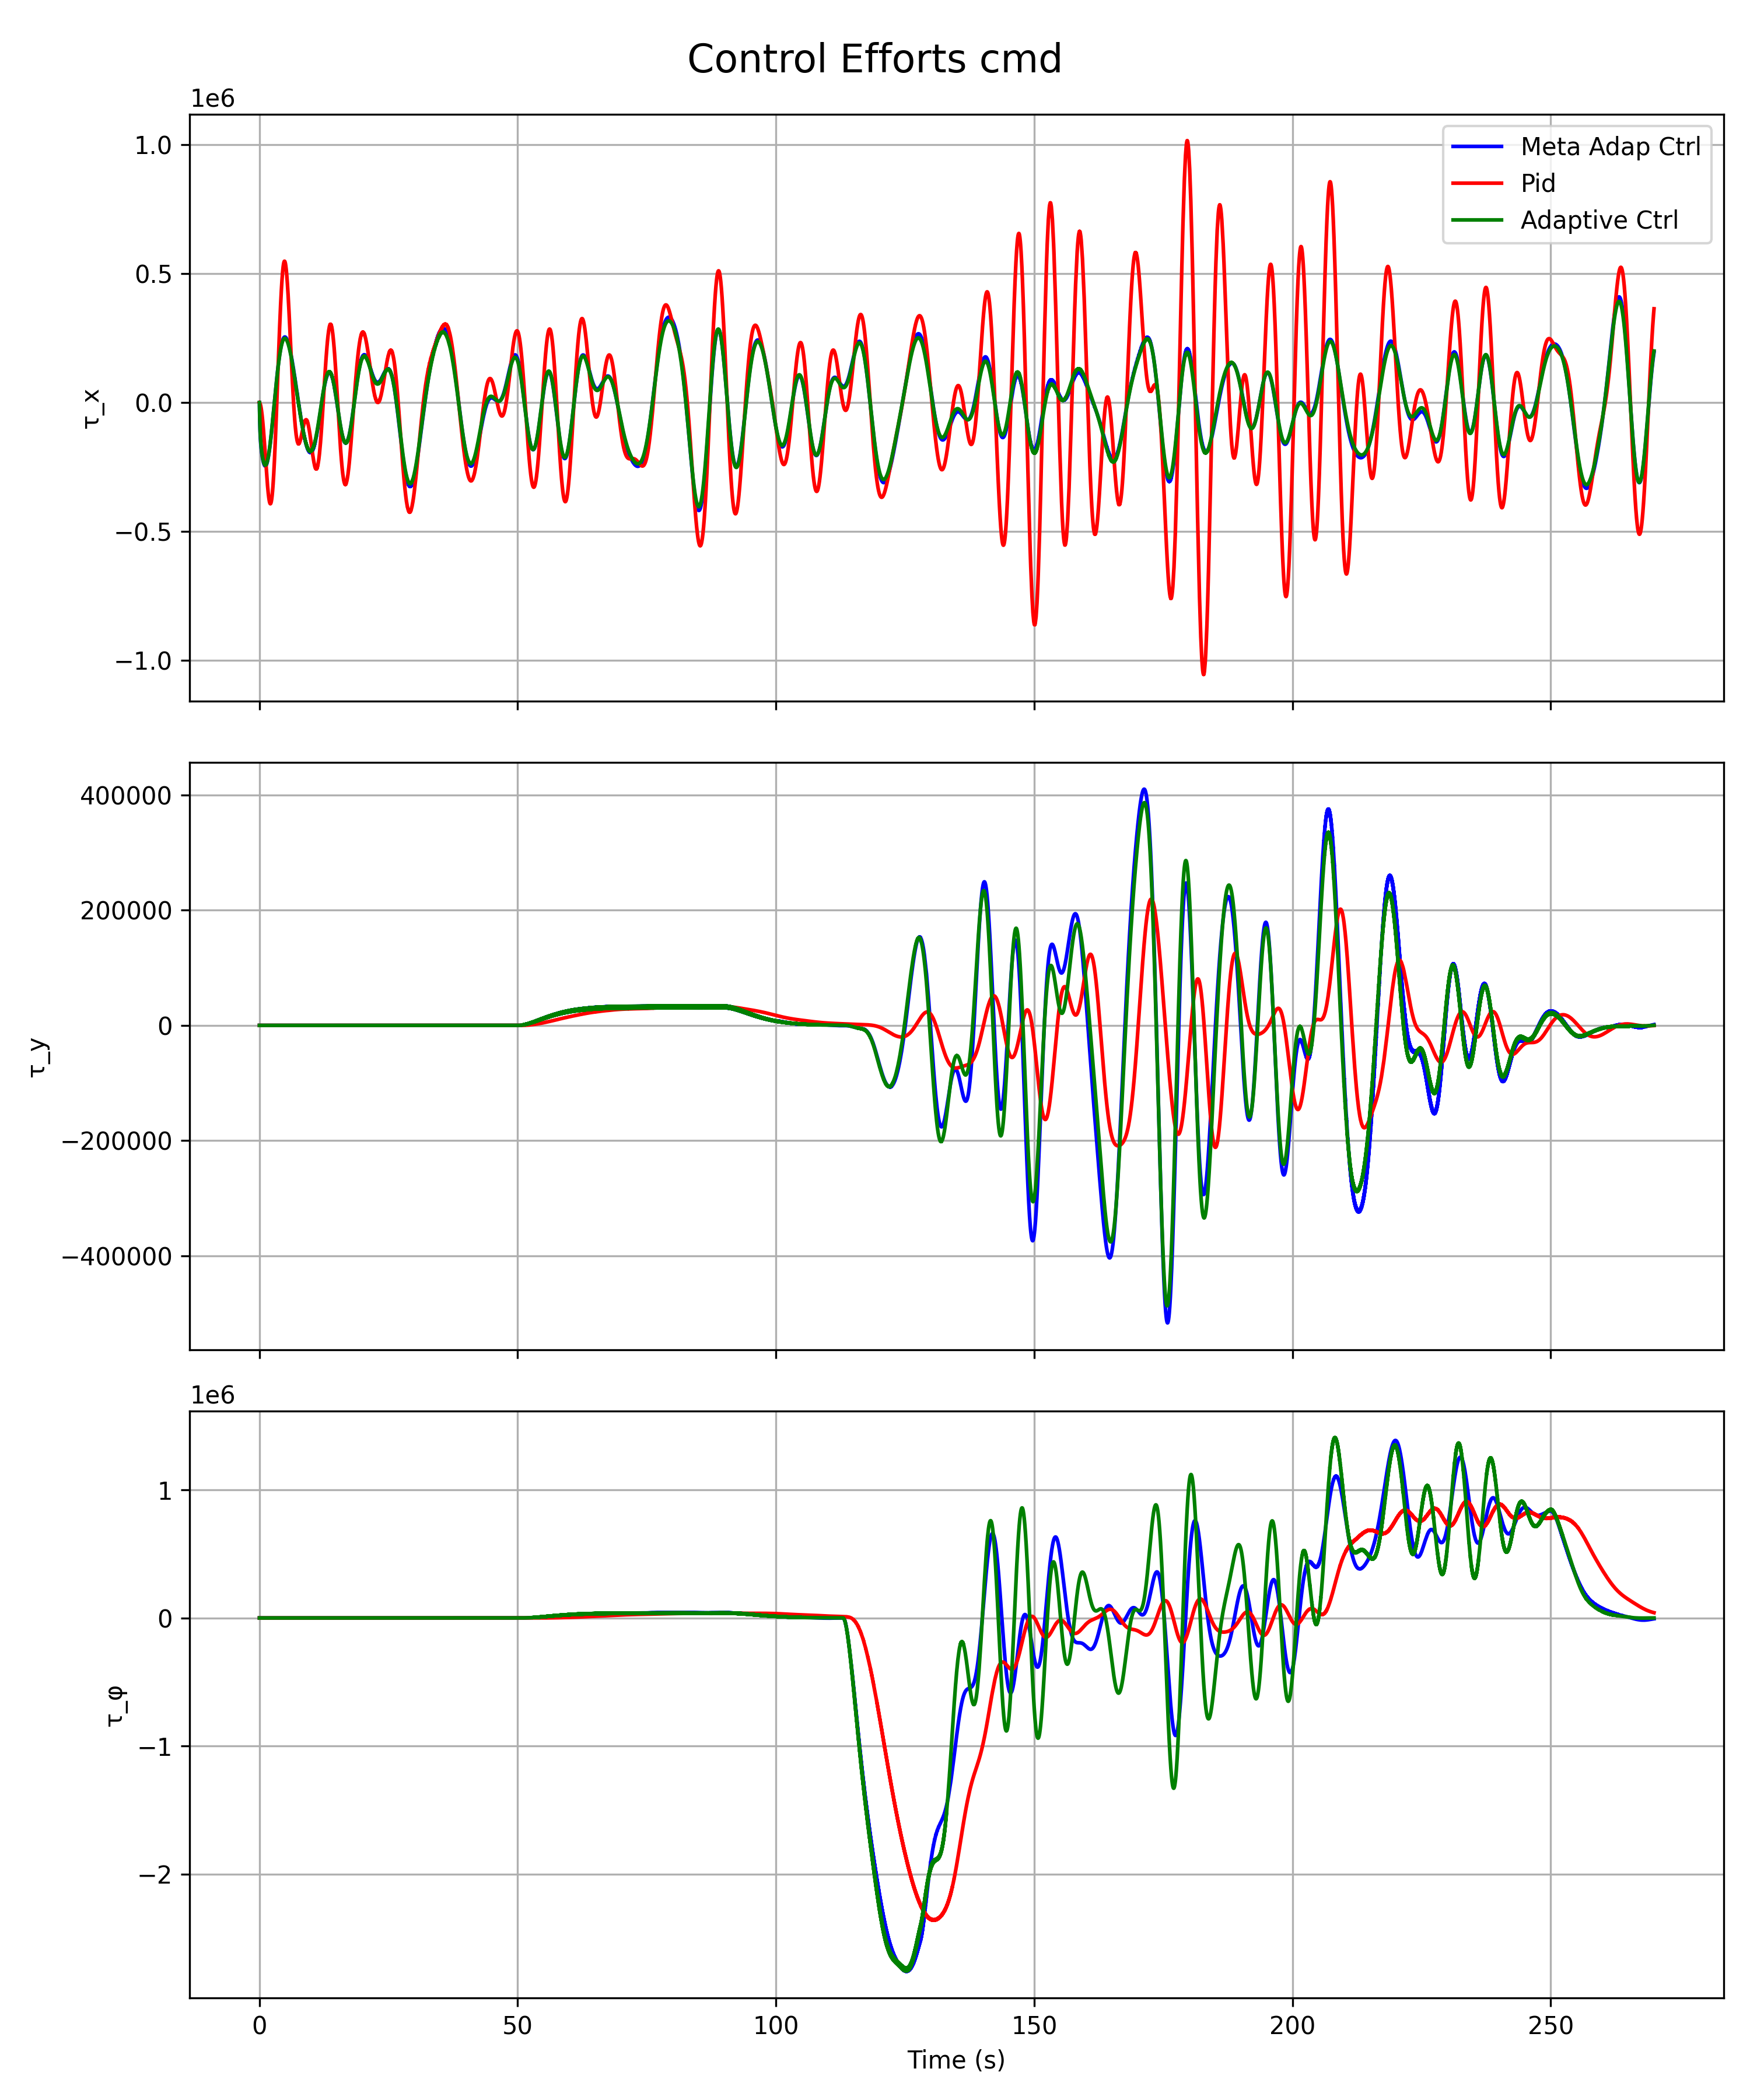 Control Efforts cmd
1e6
1.0
0.5
0.0
−0.5
−1.0
τ_x
Meta Adap Ctrl
Pid
Adaptive Ctrl
400000
200000
0
−200000
−400000
τ_y
1e6
1
0
−1
−2
τ_φ
0 50 100 150 200 250
Time (s)